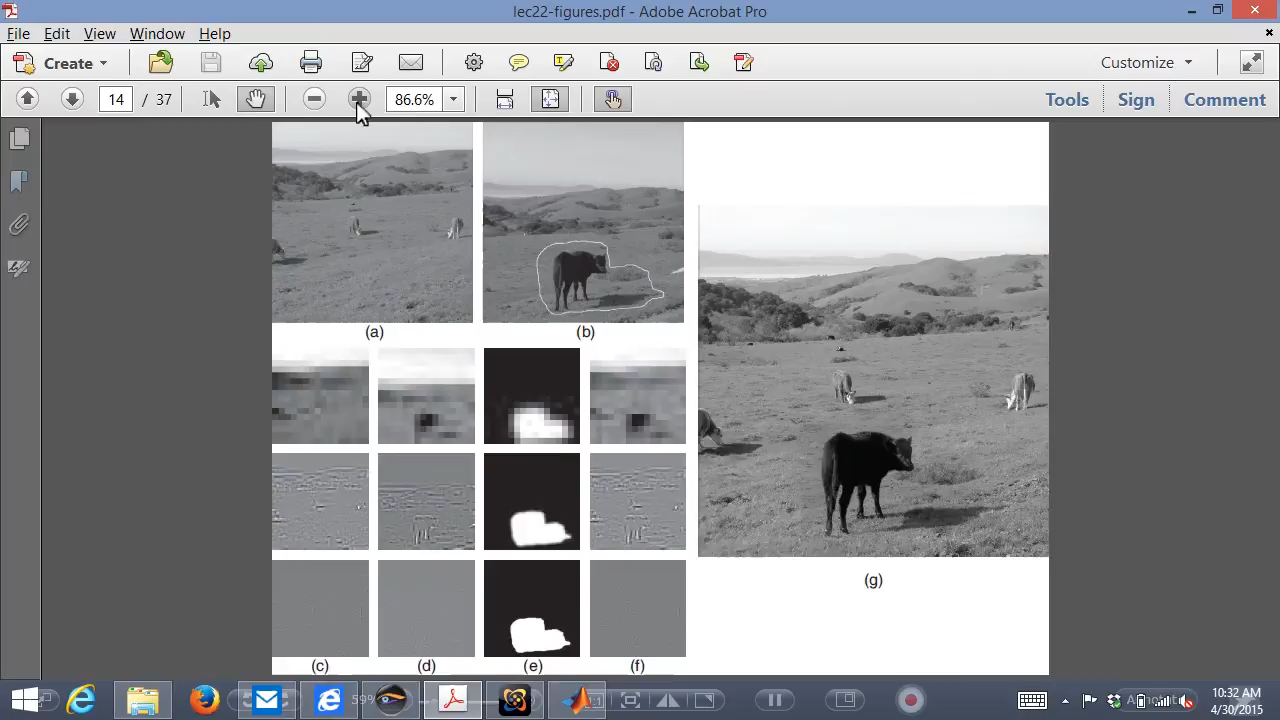 lec22-figures.pdf - Adobe Acrobat Pro
File Edit View Window Help
Create Customize
14 / 37 86.6% Tools Sign Comment
(a) (b)
(g)
(c) (d) (e) (f)
59%
10:32 AM
4/30/2015